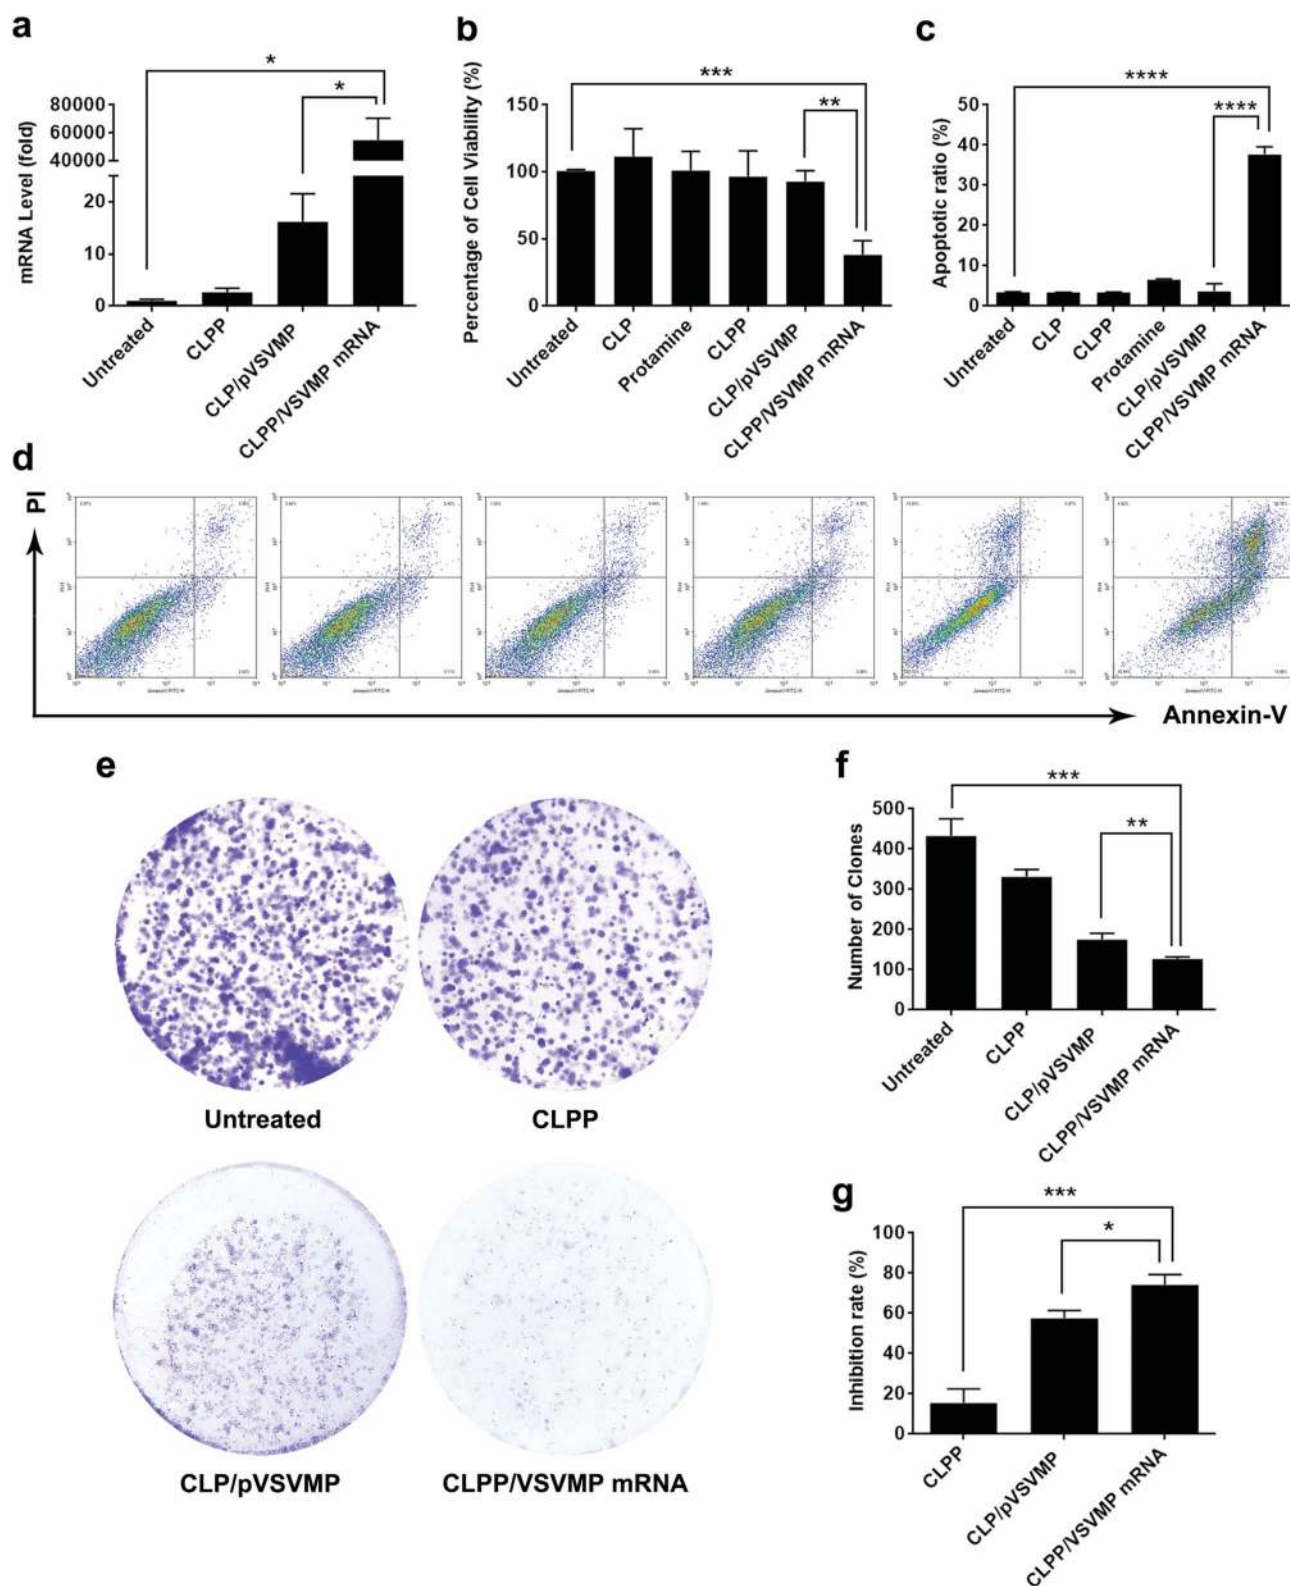 a
mRNA Level (fold)
80000
60000
40000
20
10
0
*
*
Untreated
CLPP
CLP/pVSVMP
CLPP/VSVMP mRNA
b
Percentage of Cell Viability (%)
150
100
50
0
***
**
Untreated
CLP
Protamine
CLPP
CLP/pVSVMP
CLPP/VSVMP mRNA
c
Apoptotic ratio (%)
50
40
30
20
10
0
****
****
Untreated
CLP
CLPP
Protamine
CLP/pVSVMP
CLPP/VSVMP mRNA
d
PI
Annexin-V
e
Untreated
CLPP
CLP/pVSVMP
CLPP/VSVMP mRNA
f
Number of Clones
500
400
300
200
100
0
***
**
Untreated
CLPP
CLP/pVSVMP
CLPP/VSVMP mRNA
g
Inhibition rate (%)
100
80
60
40
20
0
***
*
CLPP
CLP/pVSVMP
CLPP/VSVMP mRNA